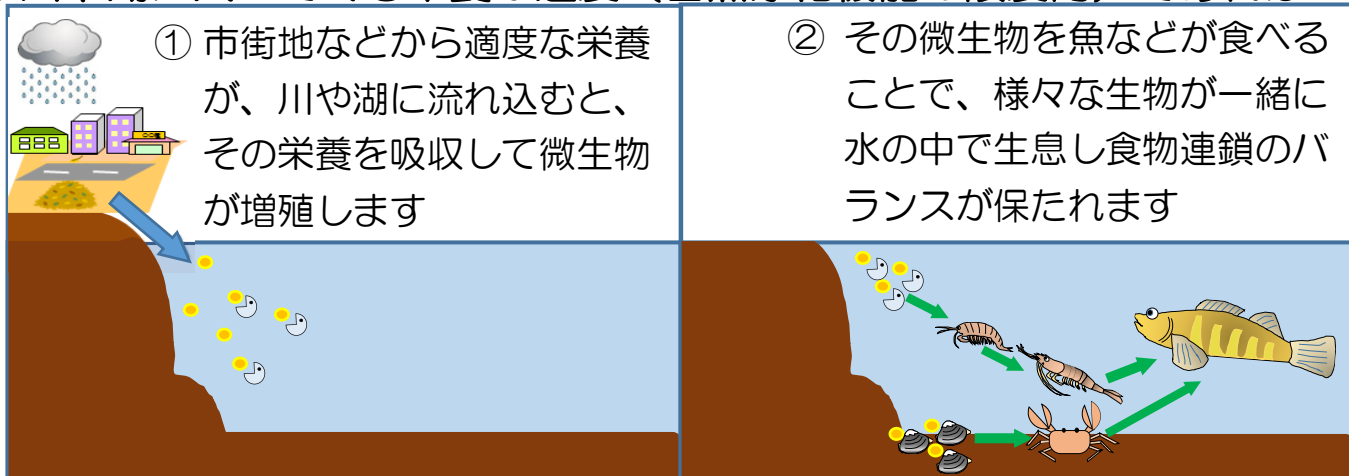 ① 市街地などから適度な栄養
が、川や湖に流れ込むと、
その栄養を吸収して微生物
が増殖します
② その微生物を魚などが食べる
ことで、様々な生物が一緒に
水の中で生息し食物連鎖のバ
ランスが保たれます